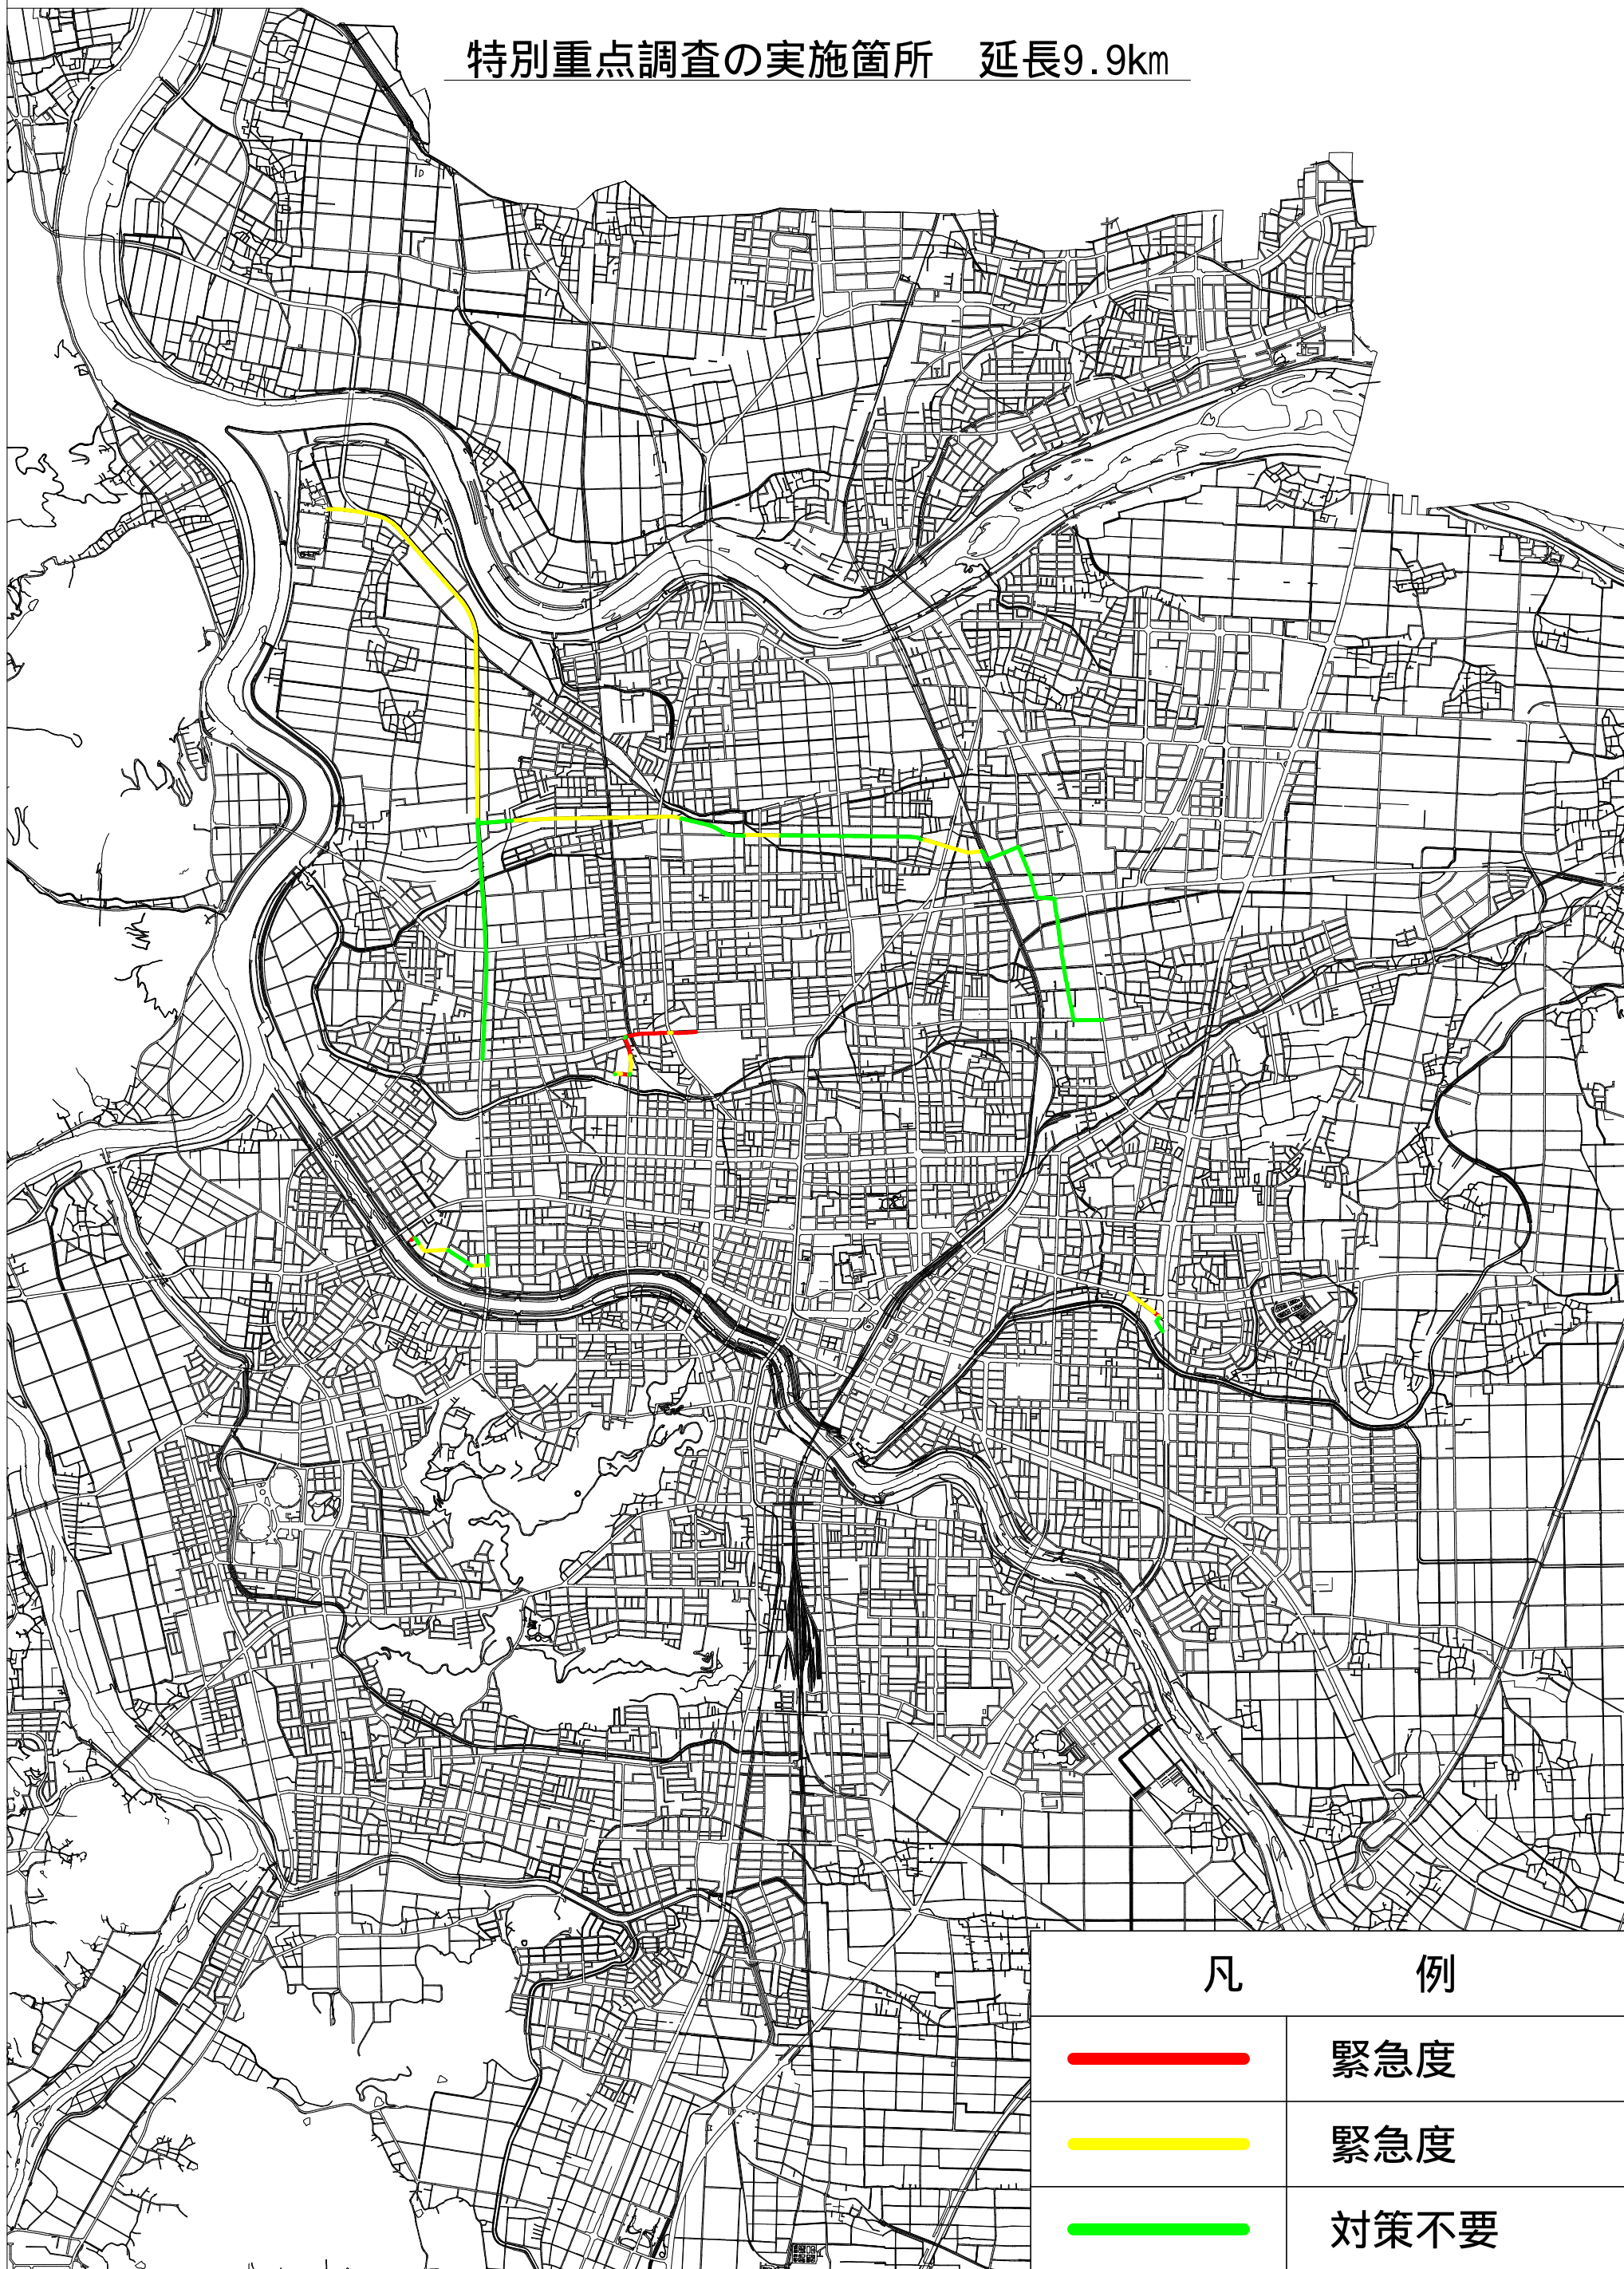 特別重点調査の実施箇所　延長9.9km
凡　例
緊急度
緊急度
対策不要